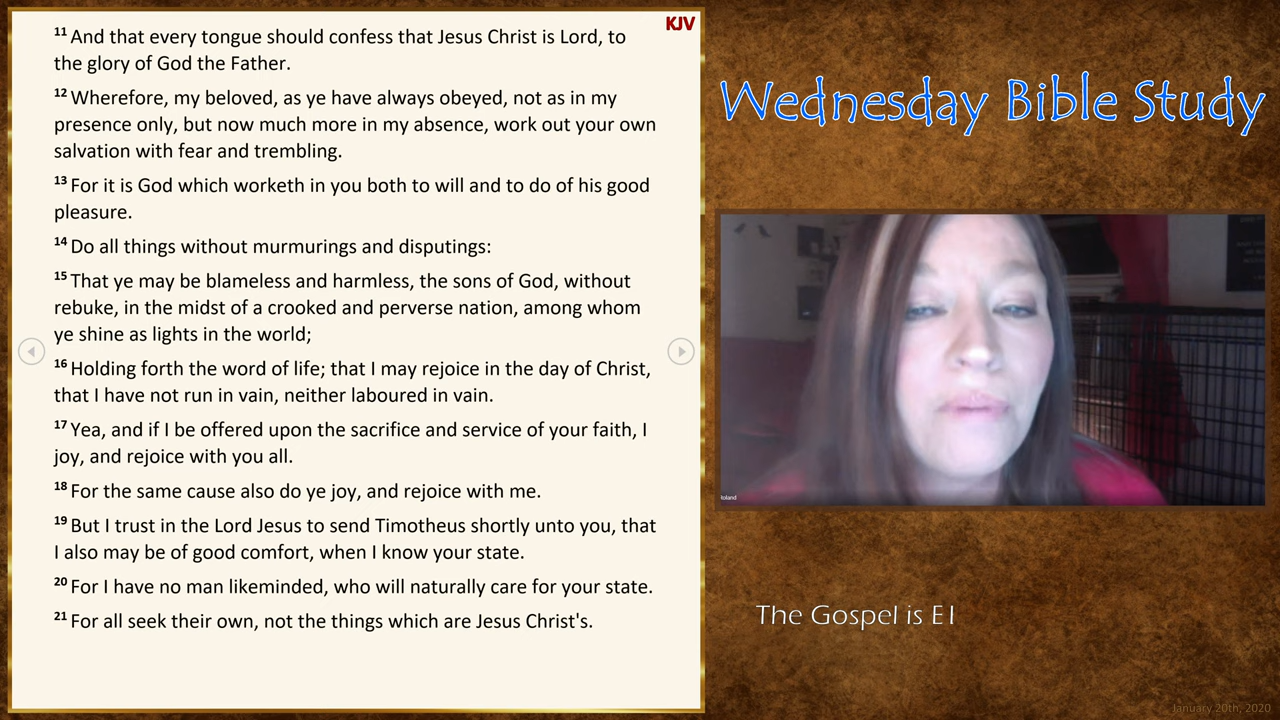 KJV
11 And that every tongue should confess that Jesus Christ is Lord, to
the glory of God the Father.
12 Wherefore, my beloved, as ye have always obeyed, not as in my
presence only, but now much more in my absence, work out your own
salvation with fear and trembling.
13 For it is God which worketh in you both to will and to do of his good
pleasure.
14 Do all things without murmurings and disputings:
15 That ye may be blameless and harmless, the sons of God, without
rebuke, in the midst of a crooked and perverse nation, among whom
ye shine as lights in the world;
16 Holding forth the word of life; that I may rejoice in the day of Christ,
that I have not run in vain, neither laboured in vain.
17 Yea, and if I be offered upon the sacrifice and service of your faith, I
joy, and rejoice with you all.
18 For the same cause also do ye joy, and rejoice with me.
19 But I trust in the Lord Jesus to send Timotheus shortly unto you, that
I also may be of good comfort, when I know your state.
20 For I have no man likeminded, who will naturally care for your state.
21 For all seek their own, not the things which are Jesus Christ's.
Wednesday Bible Study
The Gospel is El
January 20th, 2020